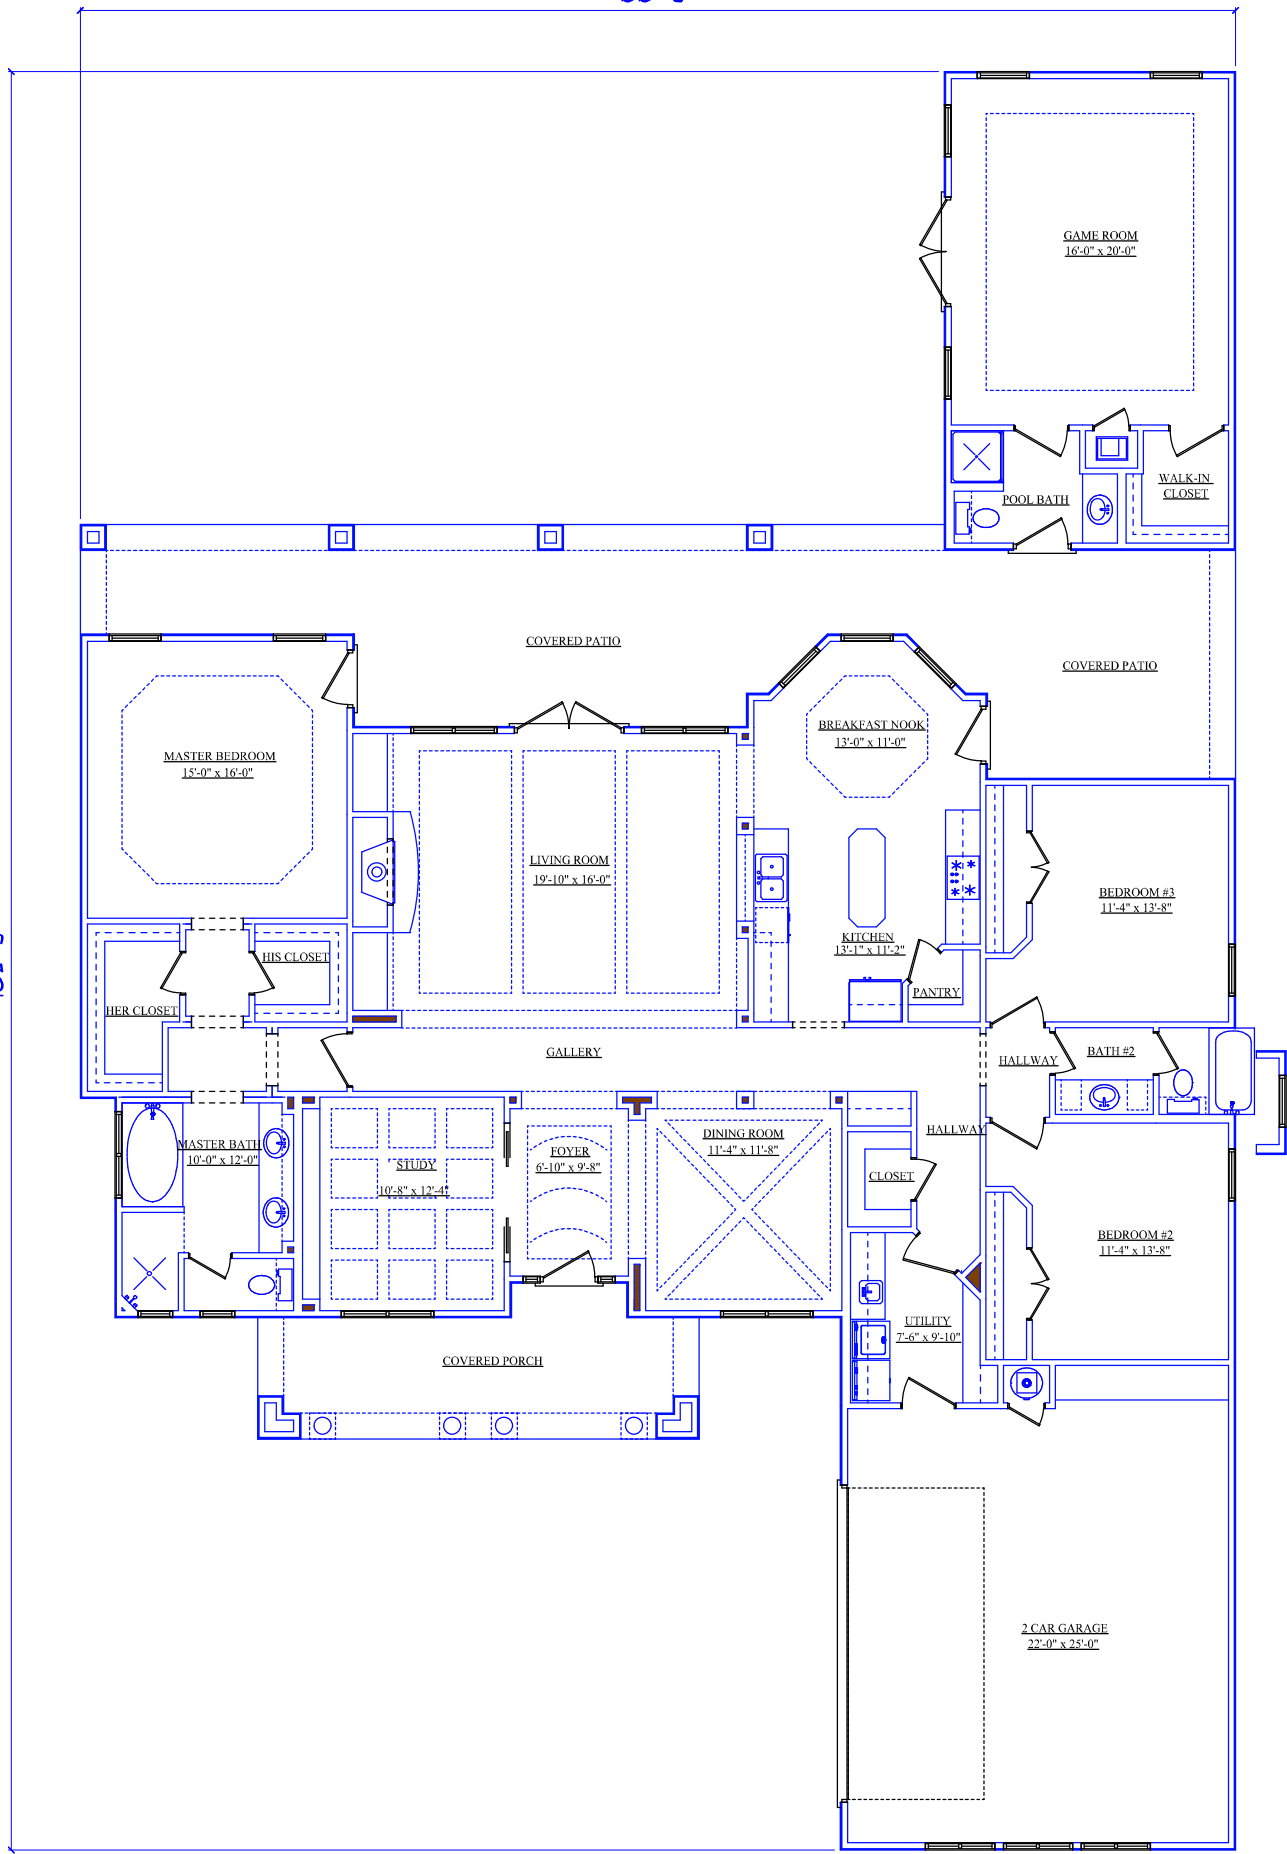 GAME ROOM
16'-0" x 20'-0"
WALK-IN
CLOSET
POOL BATH
COVERED PATIO
COVERED PATIO
BREAKFAST NOOK
13'-0" x 11'-0"
MASTER BEDROOM
15'-0" x 16'-0"
LIVING ROOM
19'-10" x 16'-0"
BEDROOM #3
11'-4" x 13'-8"
KITCHEN
13'-1" x 11'-2"
HIS CLOSET
PANTRY
HER CLOSET
GALLERY
HALLWAY
BATH #2
HALLWAY
DINING ROOM
11'-4" x 11'-8"
MASTER BATH
10'-0" x 12'-0"
FOYER
6'-10" x 9'-8"
STUDY
10'-8" x 12'-4"
CLOSET
BEDROOM #2
11'-4" x 13'-8"
UTILITY
7'-6" x 9'-10"
COVERED PORCH
2 CAR GARAGE
22'-0" x 25'-0"